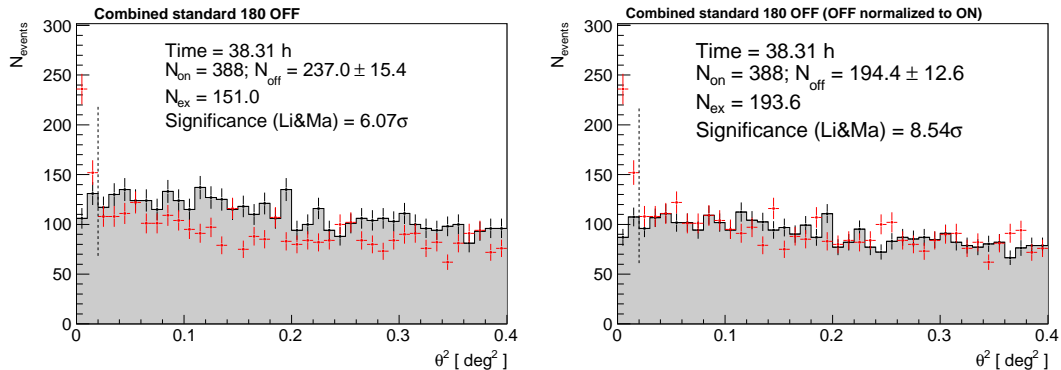 Combined standard 180 OFF
N_events
300
250
200
150
100
50
0
Time = 38.31 h
N_on = 388; N_off = 237.0 ± 15.4
N_ex = 151.0
Significance (Li&Ma) = 6.07σ
0 0.1 0.2 0.3 0.4
θ² [ deg² ]
Combined standard 180 OFF (OFF normalized to ON)
N_events
300
250
200
150
100
50
0
Time = 38.31 h
N_on = 388; N_off = 194.4 ± 12.6
N_ex = 193.6
Significance (Li&Ma) = 8.54σ
0 0.1 0.2 0.3 0.4
θ² [ deg² ]